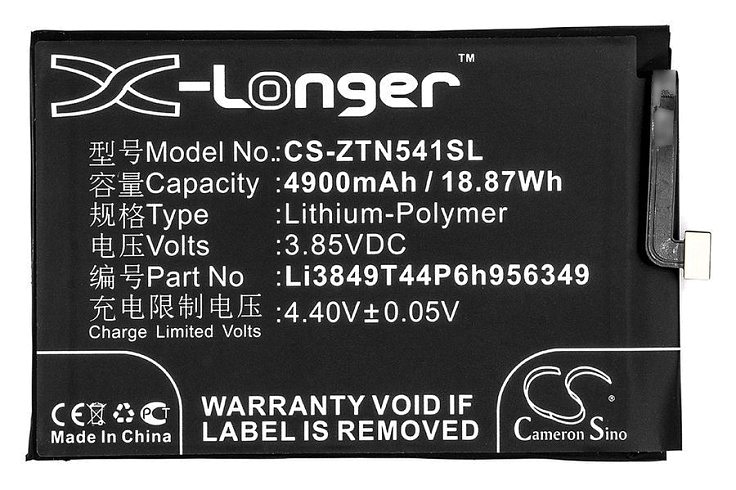 X-Longer™
型号Model No.:CS-ZTN541SL
容量Capacity :4900mAh / 18.87Wh
规格Type :Lithium-Polymer
电压Volts :3.85VDC
编号Part No :Li3849T44P6h956349
充电限制电压 :4.40V±0.05V
Charge Limited Volts
CE PCT
Made In China
WARRANTY VOID IF
LABEL IS REMOVED
CS®
Cameron Sino